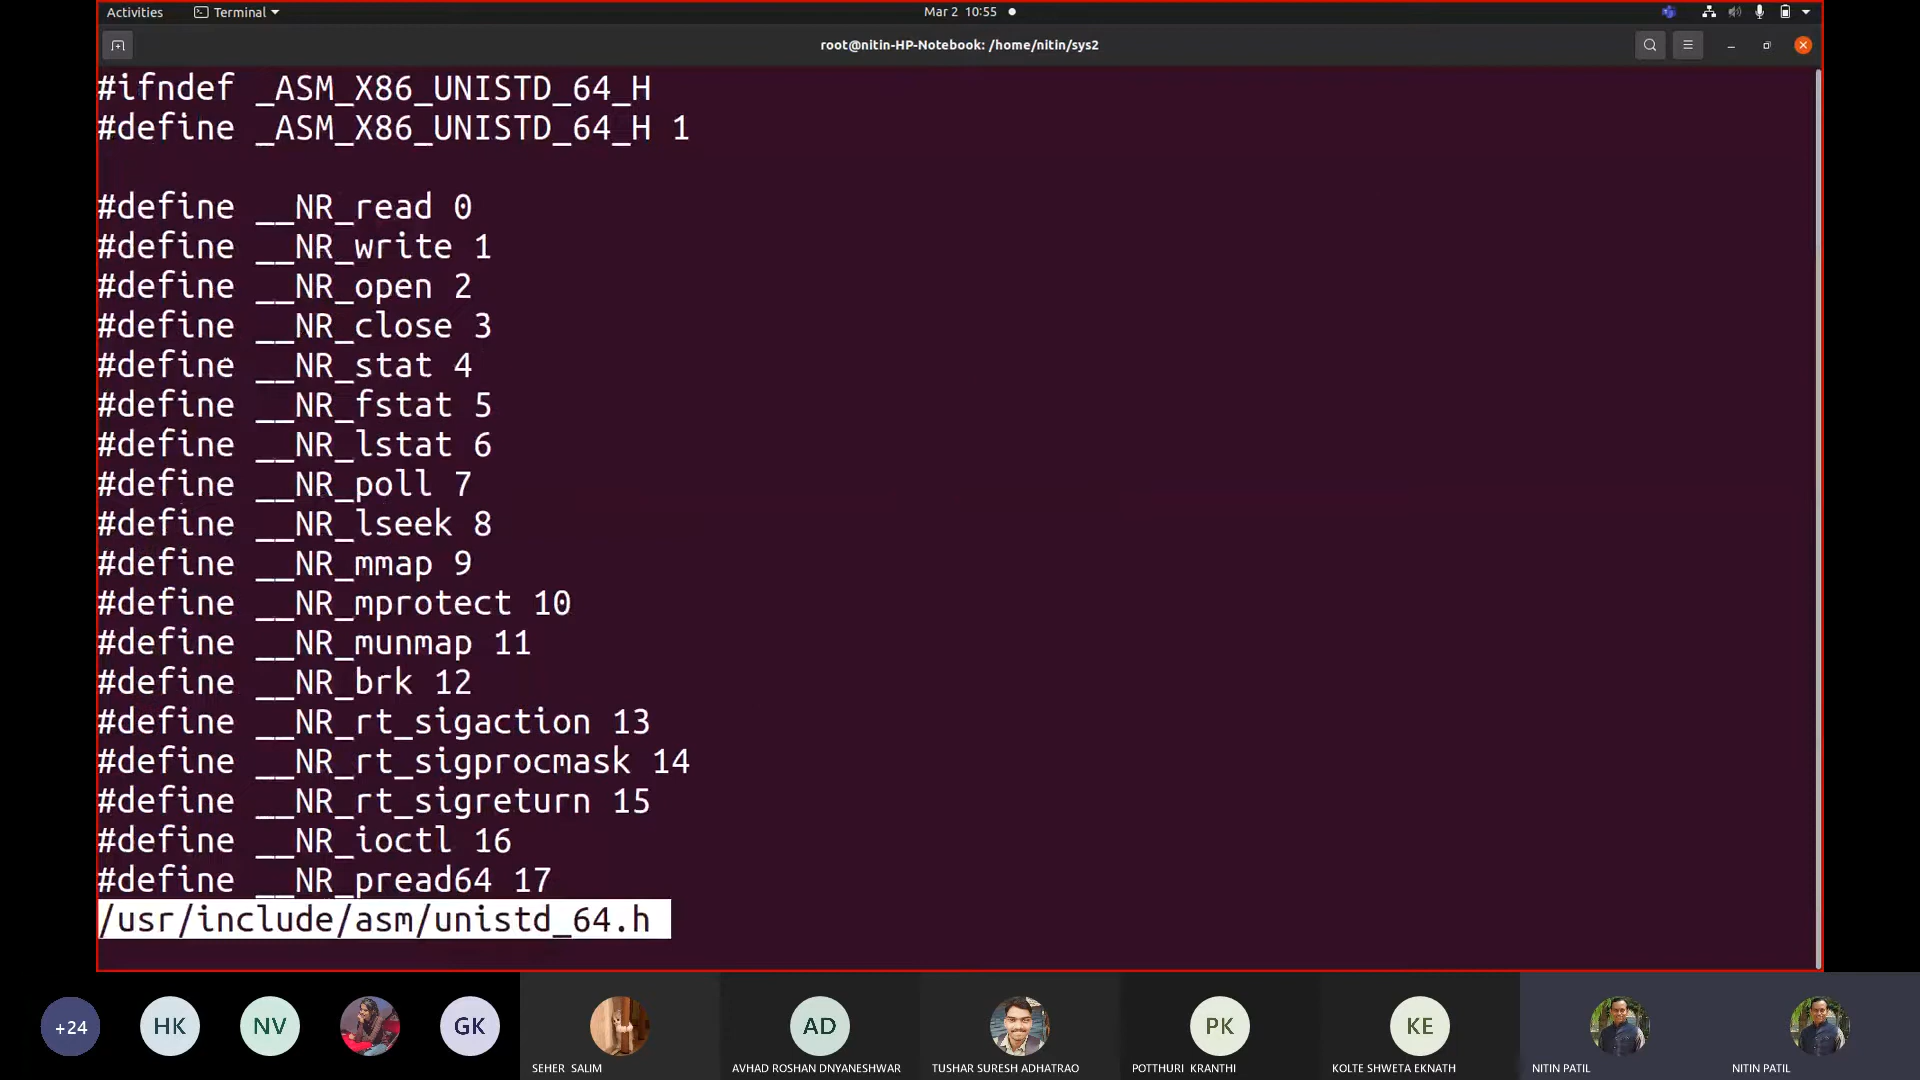 Activities
Terminal
Mar 2 10:55
root@nitin-HP-Notebook: /home/nitin/sys2
#ifndef _ASM_X86_UNISTD_64_H
#define _ASM_X86_UNISTD_64_H 1
#define __NR_read 0
#define __NR_write 1
#define __NR_open 2
#define __NR_close 3
#define __NR_stat 4
#define __NR_fstat 5
#define __NR_lstat 6
#define __NR_poll 7
#define __NR_lseek 8
#define __NR_mmap 9
#define __NR_mprotect 10
#define __NR_munmap 11
#define __NR_brk 12
#define __NR_rt_sigaction 13
#define __NR_rt_sigprocmask 14
#define __NR_rt_sigreturn 15
#define __NR_ioctl 16
#define __NR_pread64 17
/usr/include/asm/unistd_64.h
+24
HK
NV
GK
AD
PK
KE
SEHER SALIM
AVHAD ROSHAN DNYANESHWAR
TUSHAR SURESH ADHATRAO
POTTHURI KRANTHI
KOLTE SHWETA EKNATH
NITIN PATIL
NITIN PATIL